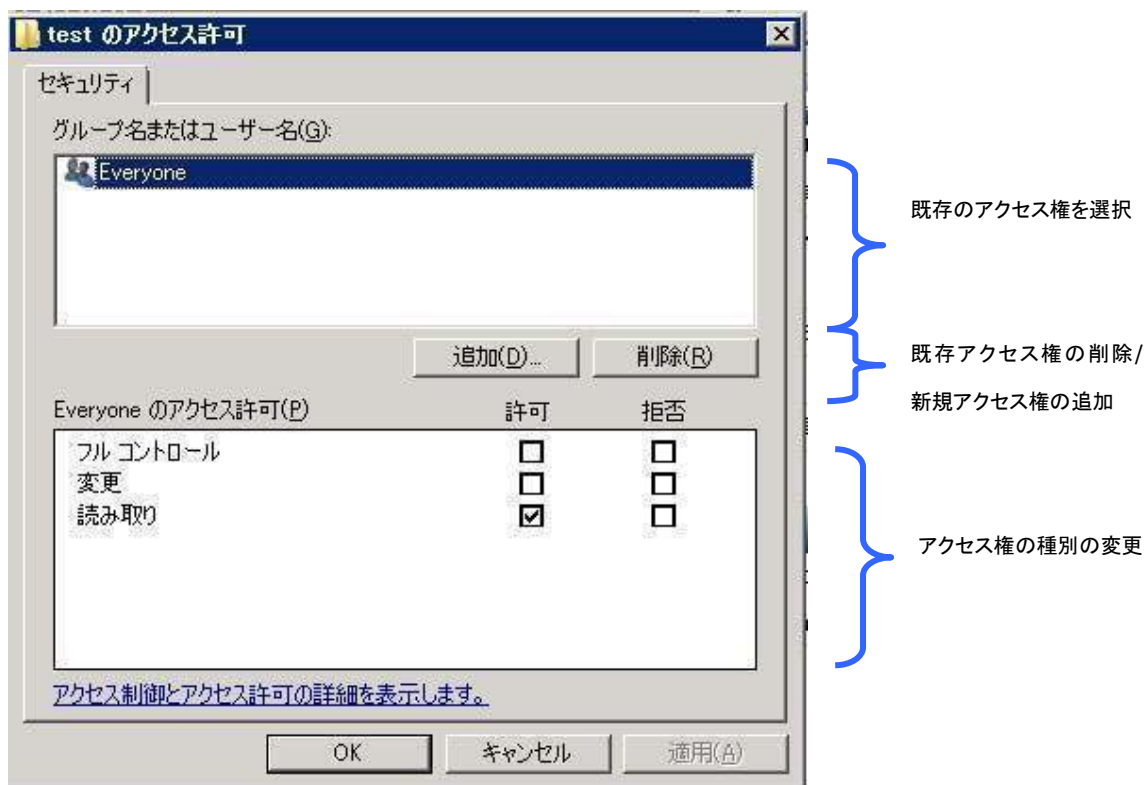 test のアクセス許可
セキュリティ
グループ名またはユーザー名(G):
Everyone
既存のアクセス権を選択
追加(D)...
削除(R)
既存アクセス権の削除/
新規アクセス権の追加
Everyone のアクセス許可(P)
許可
拒否
フル コントロール
変更
読み取り
アクセス権の種別の変更
アクセス制御とアクセス許可の詳細を表示します。
OK
キャンセル
適用(A)